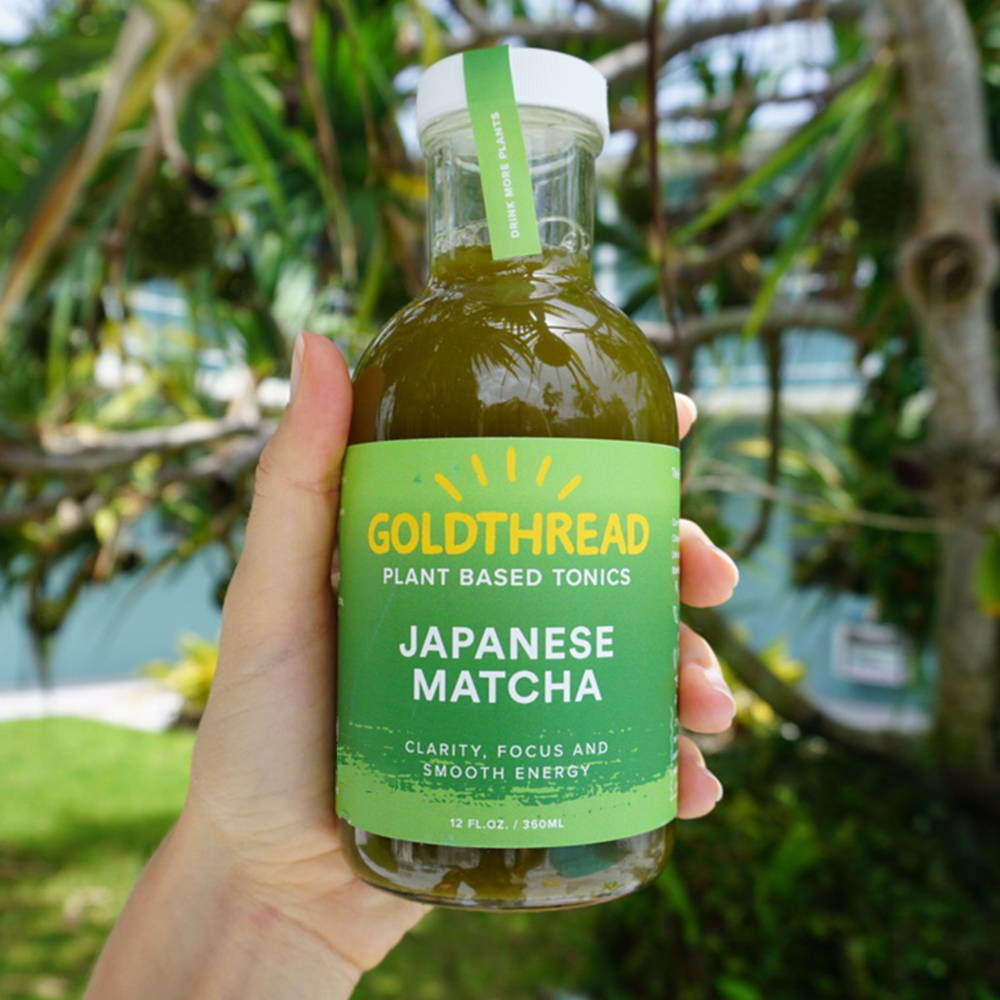 DRINK MORE PLANTS
GOLDTHREAD
PLANT BASED TONICS
JAPANESE
MATCHA
CLARITY, FOCUS AND
SMOOTH ENERGY
12 FL.OZ. / 360ML